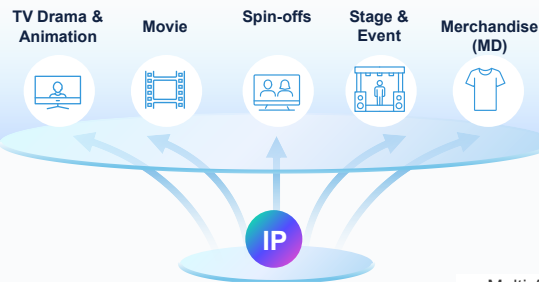 TV Drama &
Animation
Movie
Spin-offs
Stage &
Event
Merchandise
(MD)
IP